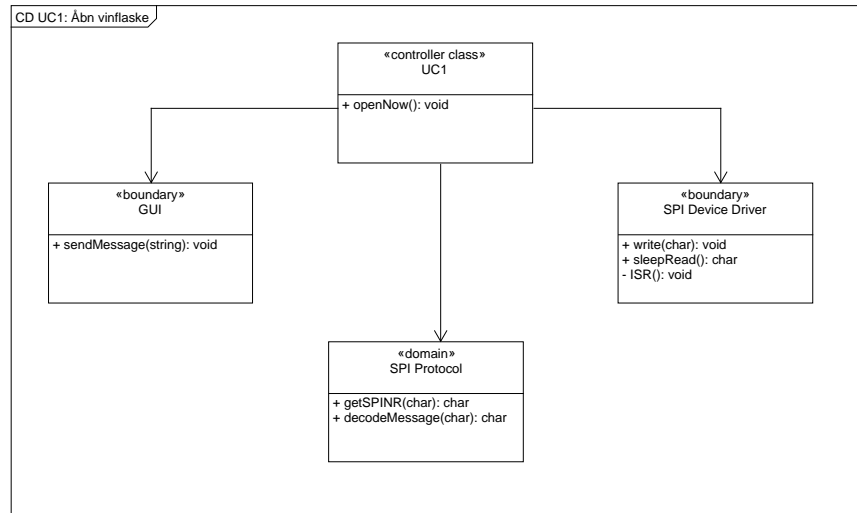 CD UC1: Åbn vinflaske
«controller class»
UC1
+ openNow(): void
«boundary»
GUI
+ sendMessage(string): void
«boundary»
SPI Device Driver
+ write(char): void
+ sleepRead(): char
- ISR(): void
«domain»
SPI Protocol
+ getSPINR(char): char
+ decodeMessage(char): char